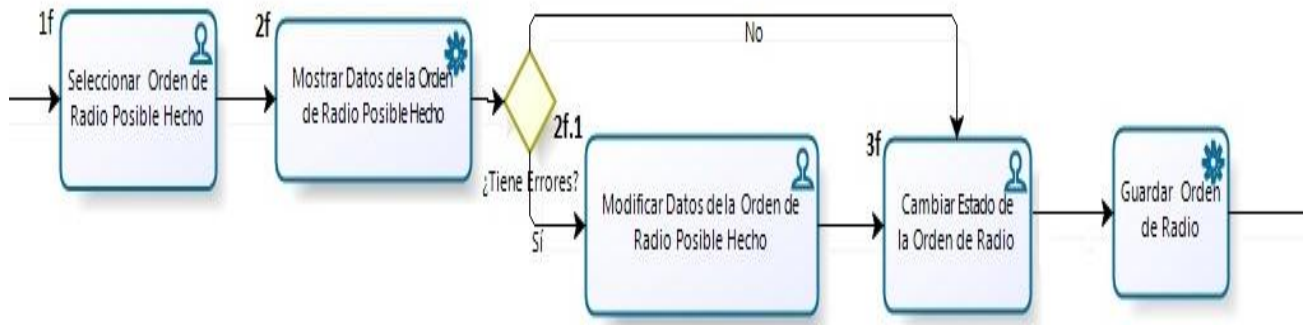 1f
Seleccionar Orden de
Radio Posible Hecho
2f
Mostrar Datos de la Orden
de Radio Posible Hecho
No
2f.1
¿Tiene Errores?
Sí
Modificar Datos de la Orden de
Radio Posible Hecho
3f
Cambiar Estado de
la Orden de Radio
Guardar Orden
de Radio